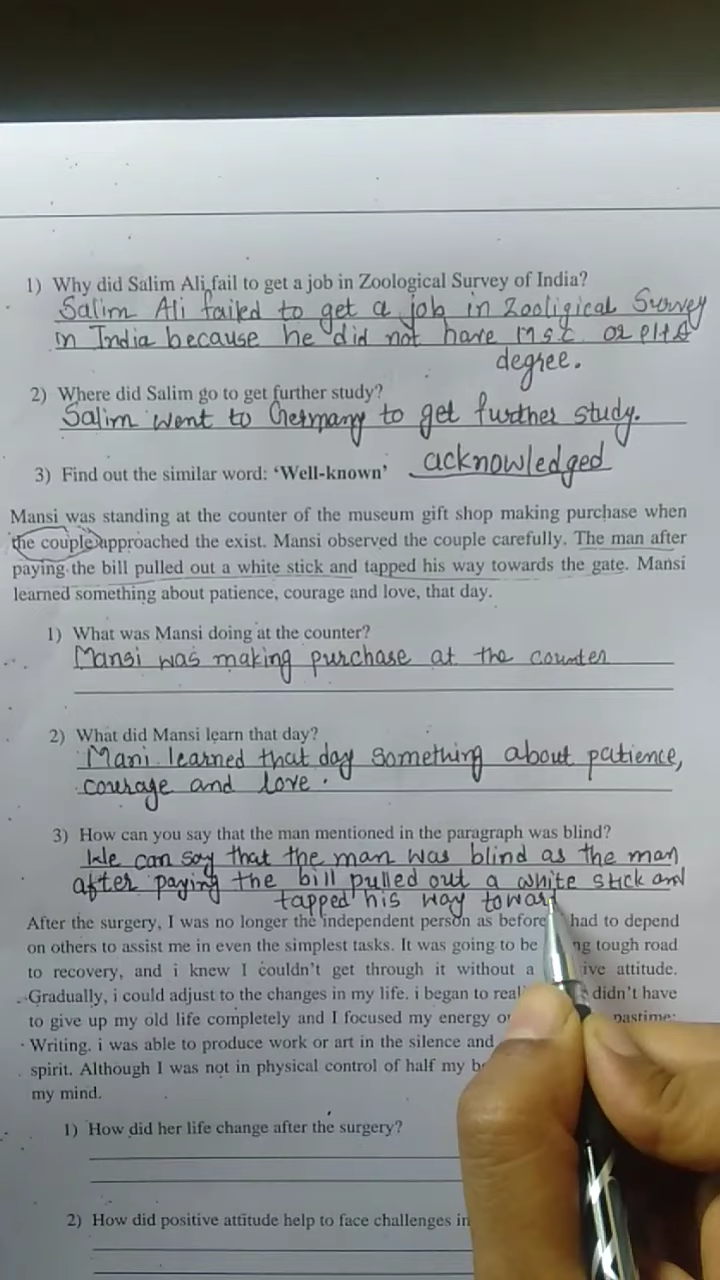 1) Why did Salim Ali fail to get a job in Zoological Survey of India?
Salim Ali failed to get a job in Zooligical Survey
in India because he did not have MSC or PHD
degree.
2) Where did Salim go to get further study?
Salim went to Germany to get further study.
3) Find out the similar word: 'Well-known' acknowledged
Mansi was standing at the counter of the museum gift shop making purchase when
the couple approached the exist. Mansi observed the couple carefully. The man after
paying the bill pulled out a white stick and tapped his way towards the gate. Mansi
learned something about patience, courage and love, that day.
1) What was Mansi doing at the counter?
Mansi was making purchase at the counter
2) What did Mansi learn that day?
Mani learned that day something about patience,
courage and love.
3) How can you say that the man mentioned in the paragraph was blind?
We can say that the man was blind as the man
after paying the bill pulled out a white stick and
tapped his way towar
After the surgery, I was no longer the independent person as before had to depend
on others to assist me in even the simplest tasks. It was going to be tough road
to recovery, and i knew I couldn't get through it without a attitude.
Gradually, i could adjust to the changes in my life. i began to didn't have
to give up my old life completely and I focused my energy pastime:
Writing. i was able to produce work or art in the silence and
spirit. Although I was not in physical control of half my
my mind.
1) How did her life change after the surgery?
2) How did positive attitude help to face challenges in